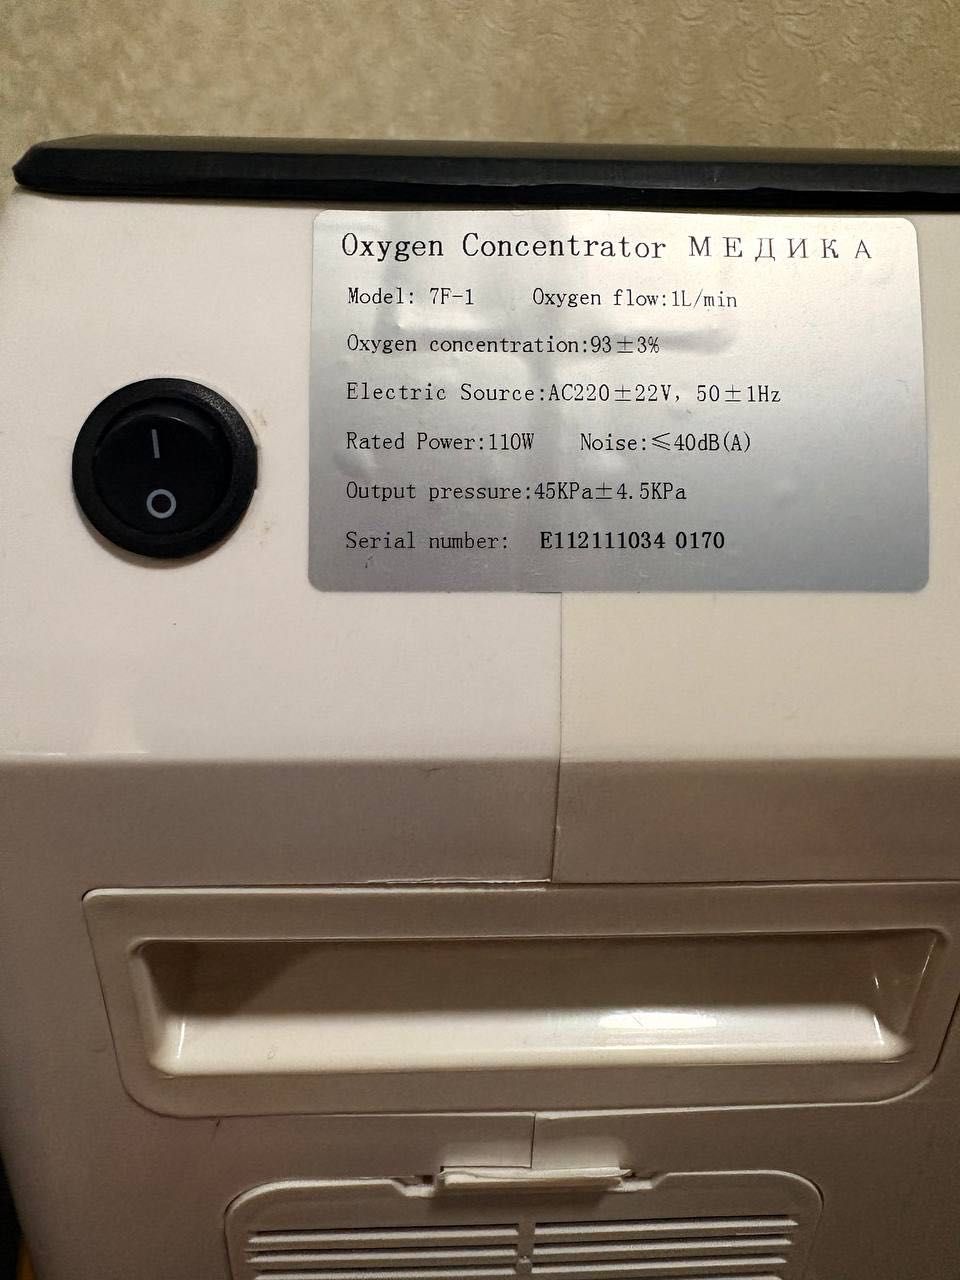 Oxygen Concentrator МЕДИКА
Model: 7F-1 Oxygen flow:1L/min
Oxygen concentration:93±3%
Electric Source:AC220±22V, 50±1Hz
Rated Power:110W Noise:≤40dB(A)
Output pressure:45KPa±4.5KPa
Serial number: E112111034 0170